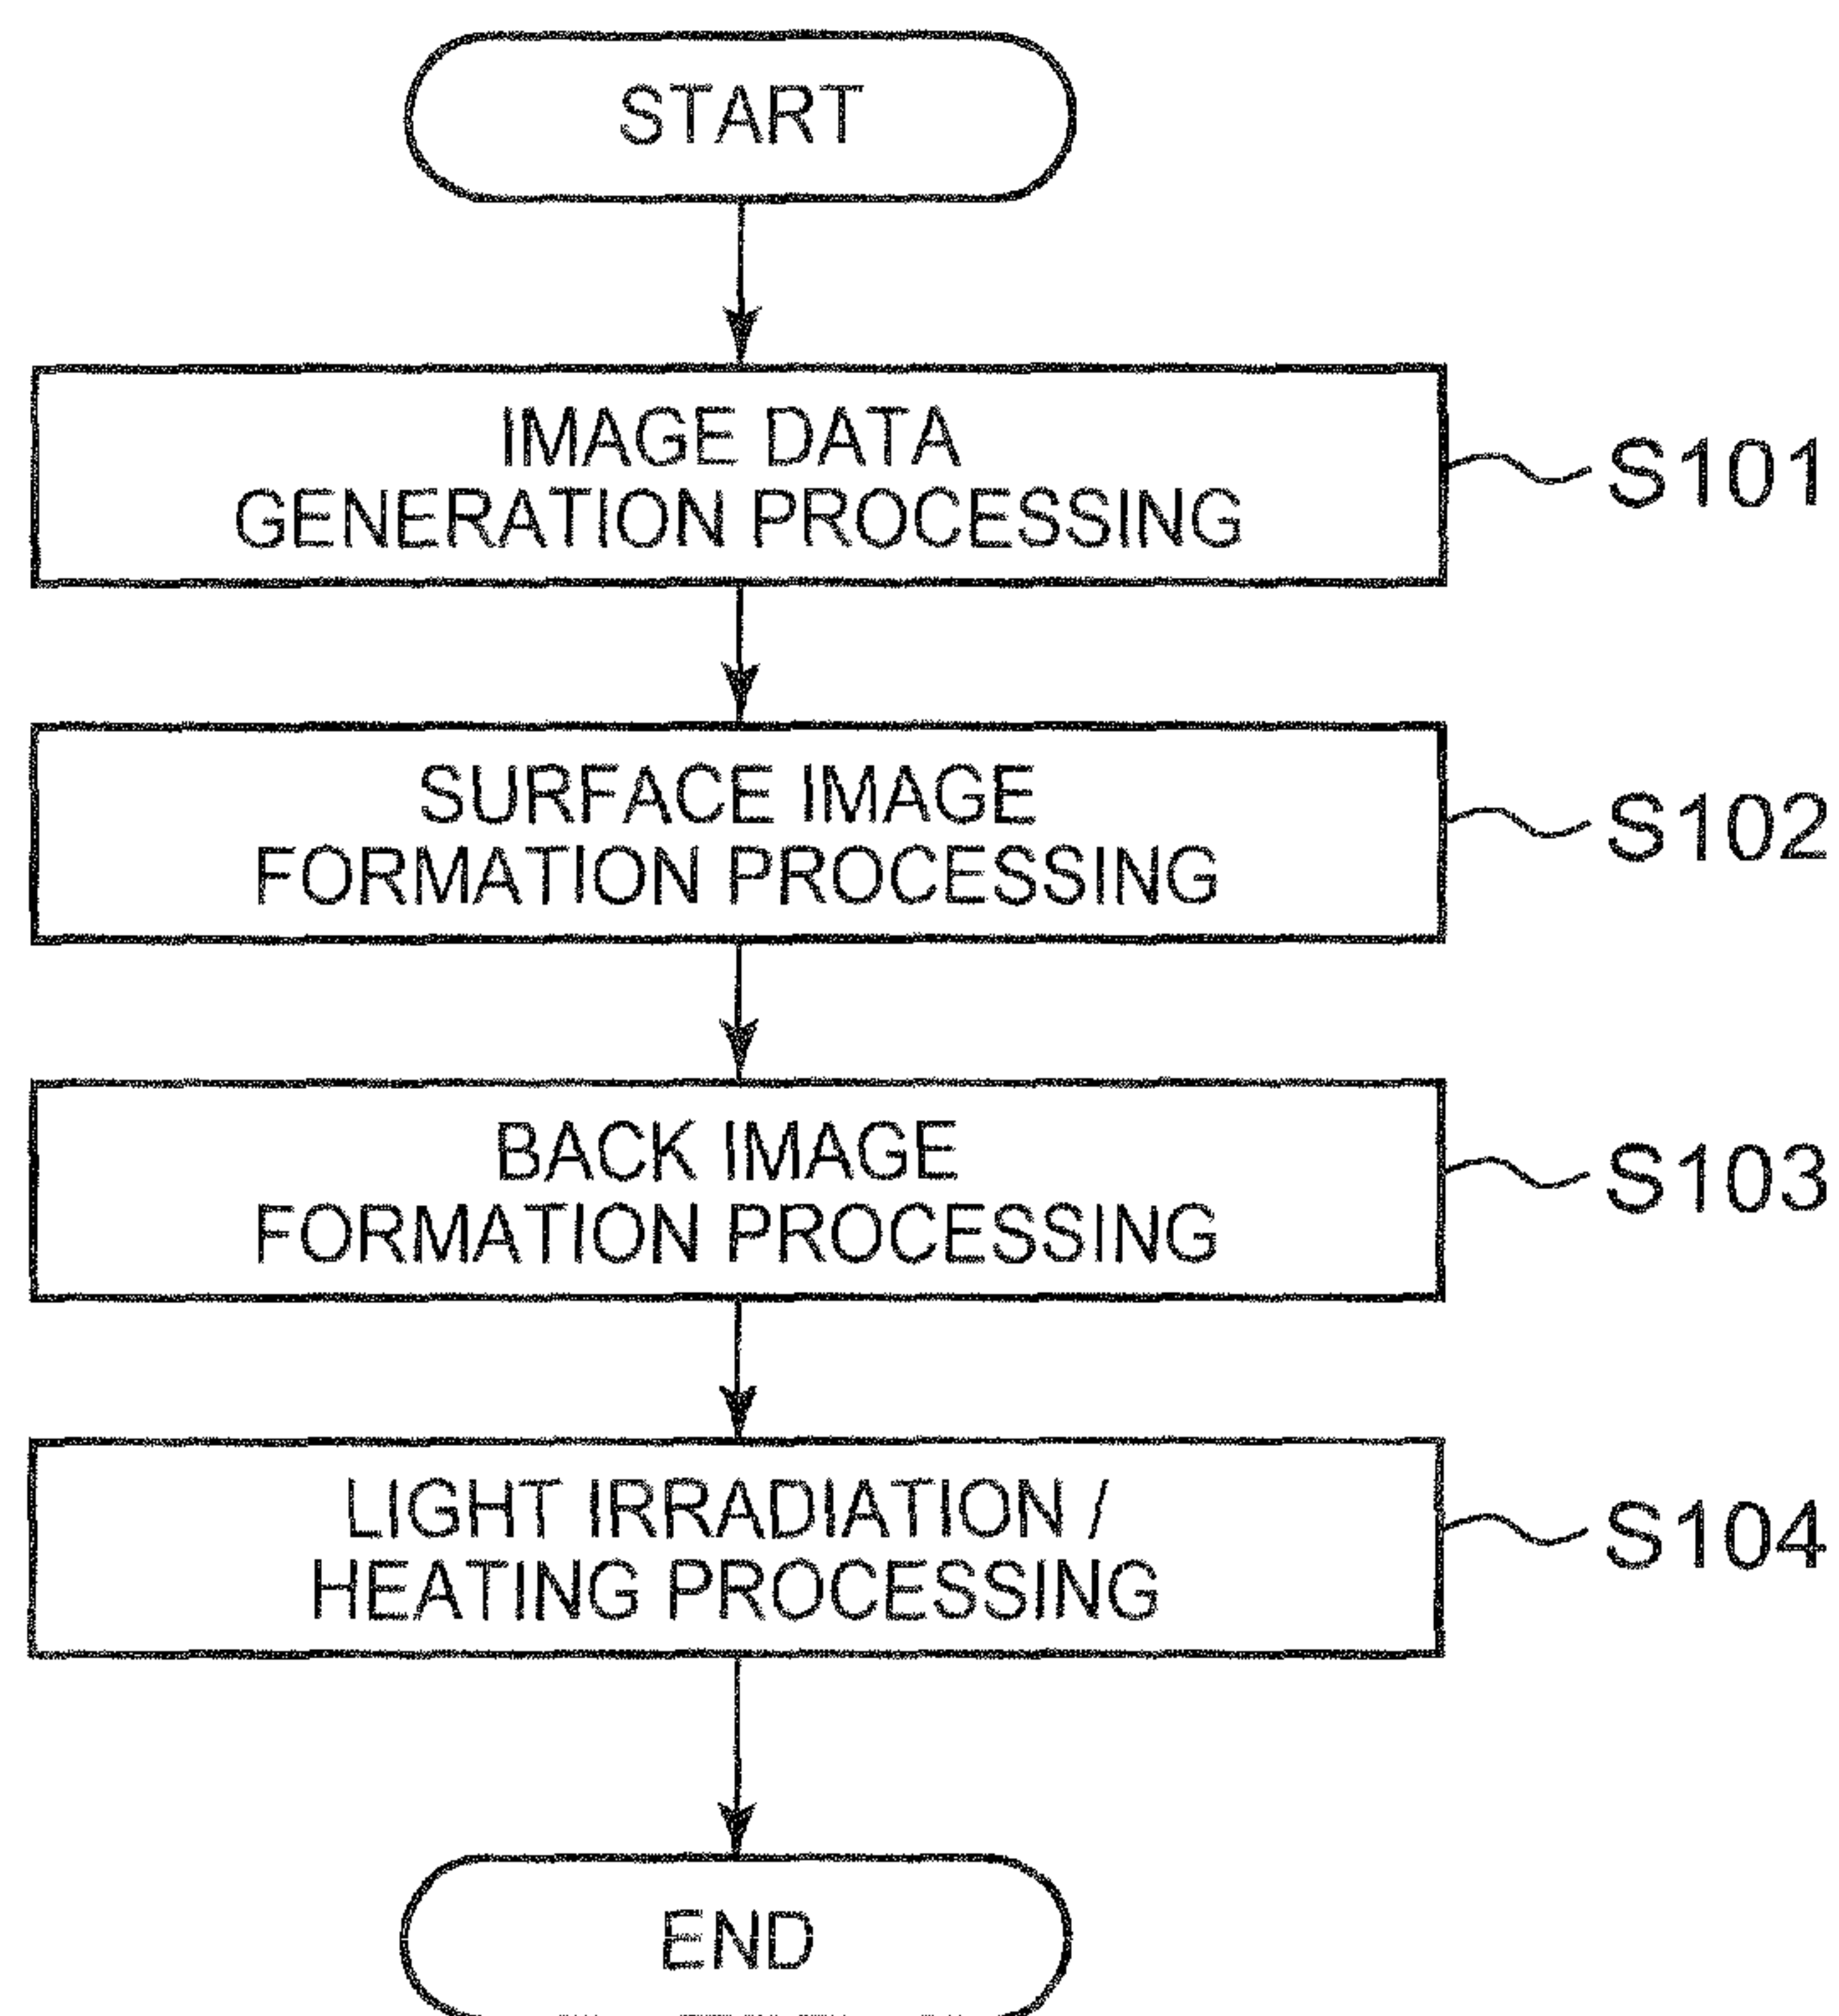 START
IMAGE DATA
GENERATION PROCESSING
S101
SURFACE IMAGE
FORMATION PROCESSING
S102
BACK IMAGE
FORMATION PROCESSING
S103
LIGHT IRRADIATION /
HEATING PROCESSING
S104
END